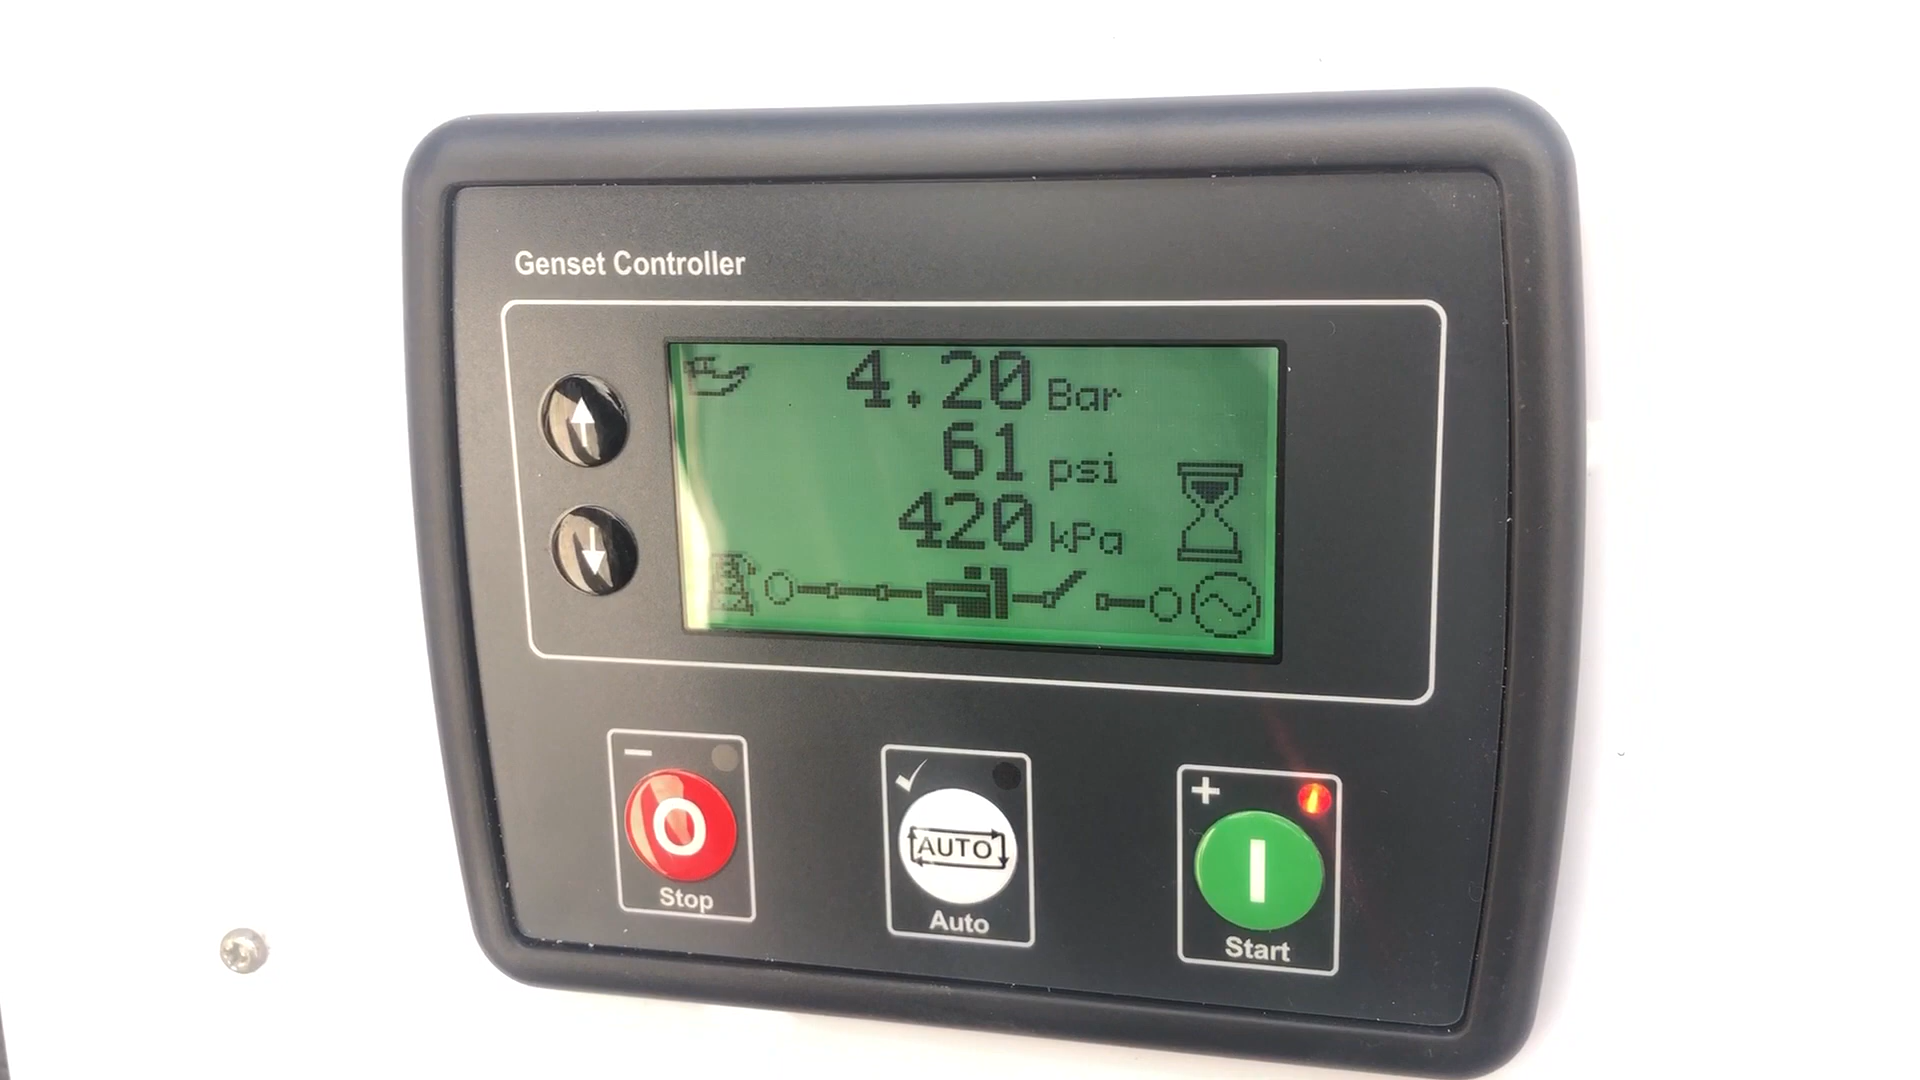 Genset Controller
4.20 Bar
61 psi
420 kPa
Stop
AUTO
Auto
Start